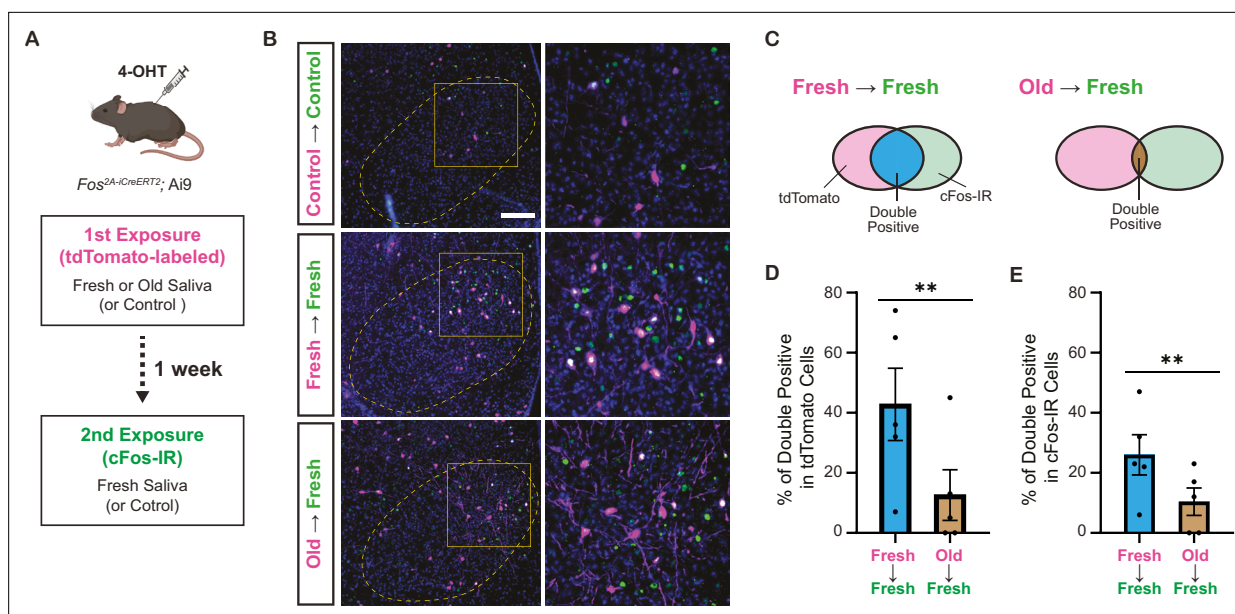 A
4-OHT
Fos2A-iCreERT2; Ai9
1st Exposure
(tdTomato-labeled)
Fresh or Old Saliva
(or Control )
1 week
2nd Exposure
(cFos-IR)
Fresh Saliva
(or Cotrol)
B
Control → Control
Fresh → Fresh
Old → Fresh
C
Fresh → Fresh
tdTomato
Double
Positive
cFos-IR
Old → Fresh
Double
Positive
D
% of Double Positive
in tdTomato Cells
80
60
40
20
0
**
Fresh
↓
Fresh
Old
↓
Fresh
E
% of Double Positive
in cFos-IR Cells
80
60
40
20
0
**
Fresh
↓
Fresh
Old
↓
Fresh